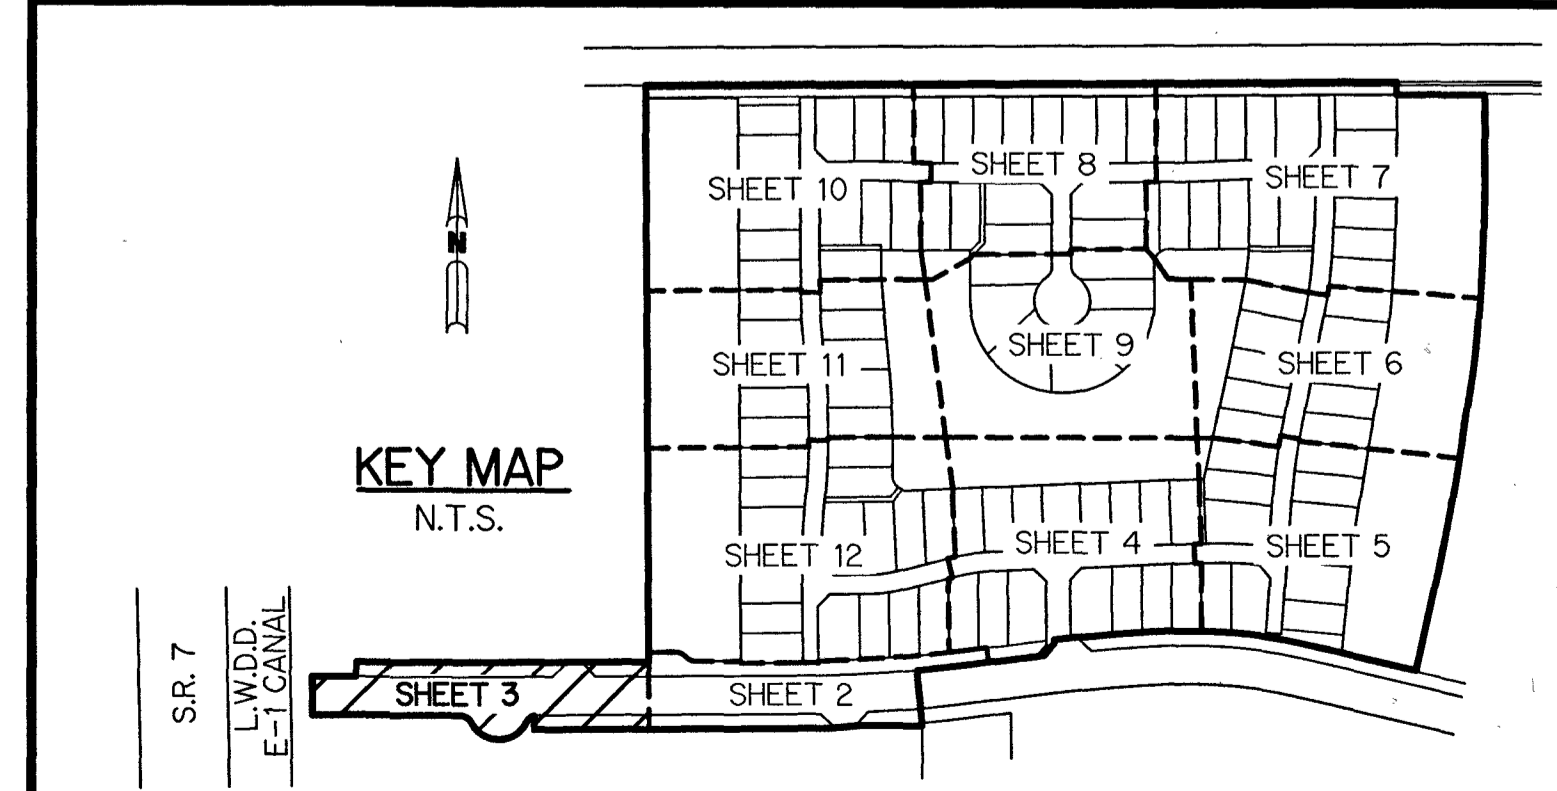 SHEET 8
SHEET 10
SHEET 7
N
SHEET 9
SHEET 11
SHEET 6
KEY MAP
N.T.S.
SHEET 12
SHEET 4
SHEET 5
S.R. 7
L.W.D.D.
E-1 CANAL
SHEET 3
SHEET 2